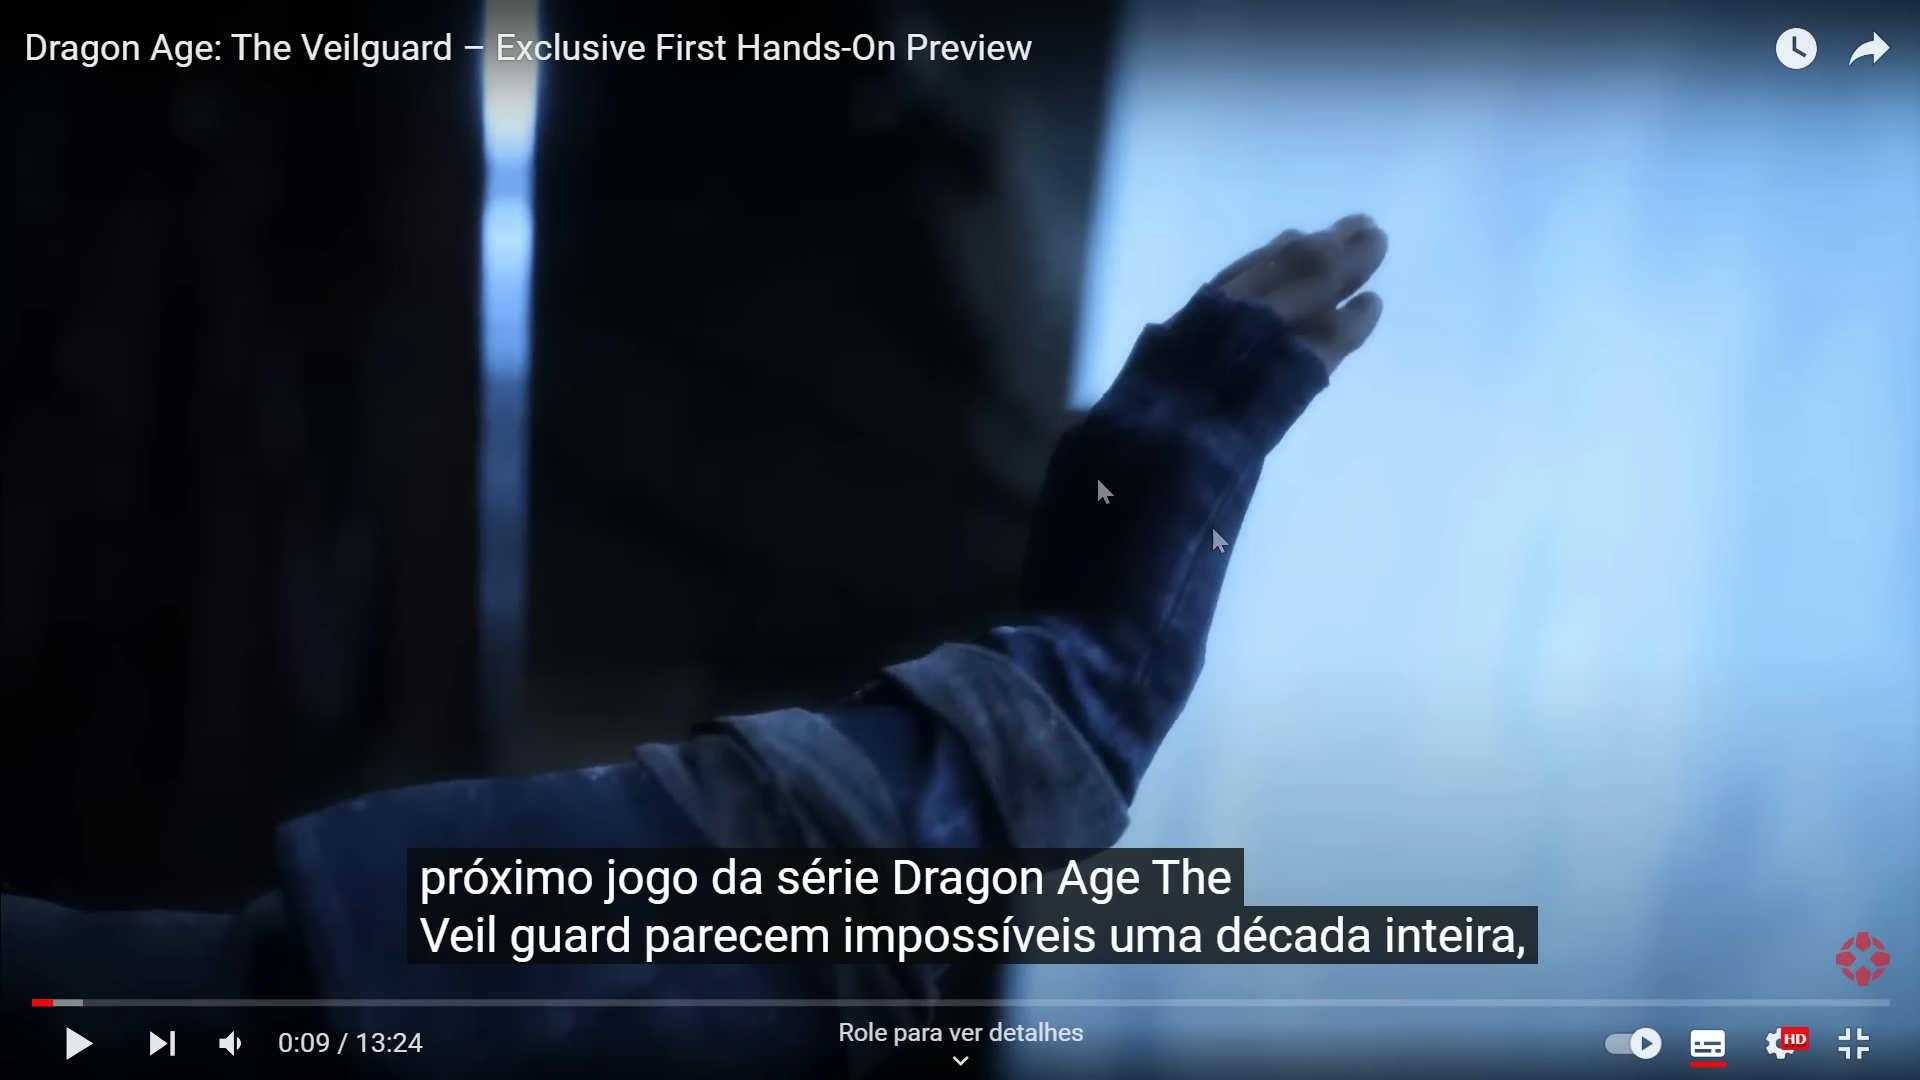 Dragon Age: The Veilguard – Exclusive First Hands-On Preview
próximo jogo da série Dragon Age The
Veil guard parecem impossíveis uma década inteira,
Role para ver detalhes
0:09 / 13:24
HD